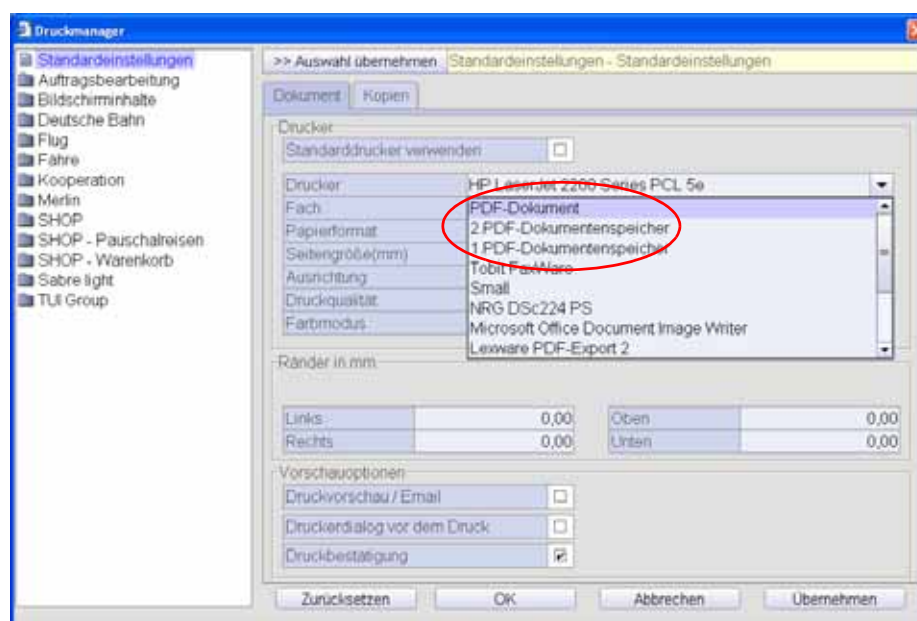 Druckmanager
Standardeinstellungen
Auftragsbearbeitung
Bildschirminhalte
Deutsche Bahn
Flug
Fähre
Kooperation
Merlin
SHOP
SHOP - Pauschalreisen
SHOP - Warenkorb
Sabre light
TUI Group
>> Auswahl übernehmen Standardeinstellungen - Standardeinstellungen
Dokument Kopien
Drucker
Standarddrucker verwenden
Drucker HP LaserJet 2200 Series PCL 5e
Fach PDF-Dokument
Papierformat 2.PDF-Dokumentenspeicher
Seitengröße(mm) 1.PDF-Dokumentenspeicher
Tobit FaxWare
Ausrichtung Small
Druckqualität NRG DSc224 PS
Farbmodus Microsoft Office Document Image Writer
Lexware PDF-Export 2
Ränder in mm
Links 0,00 Oben 0,00
Rechts 0,00 Unten 0,00
Vorschauoptionen
Druckvorschau / Email
Druckerdialog vor dem Druck
Druckbestätigung
Zurücksetzen OK Abbrechen Übernehmen